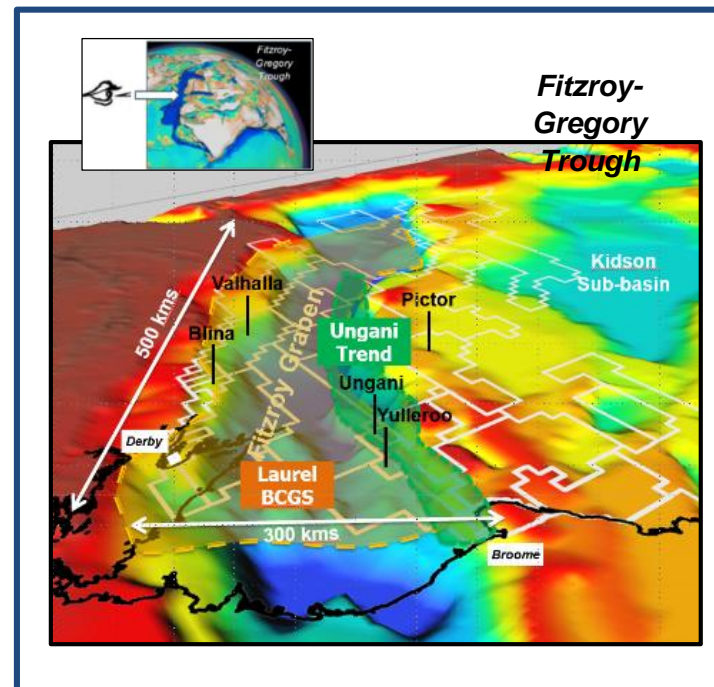 Fitzroy-
Gregory
Trough
Fitzroy-
Gregory
Trough
Kidson
Sub-basin
500 kms
Valhalla
Pictor
Blina
Fitzroy Graben
Ungani
Trend
Ungani
Yulleroo
Derby
Laurel
BCGS
300 kms
Broome